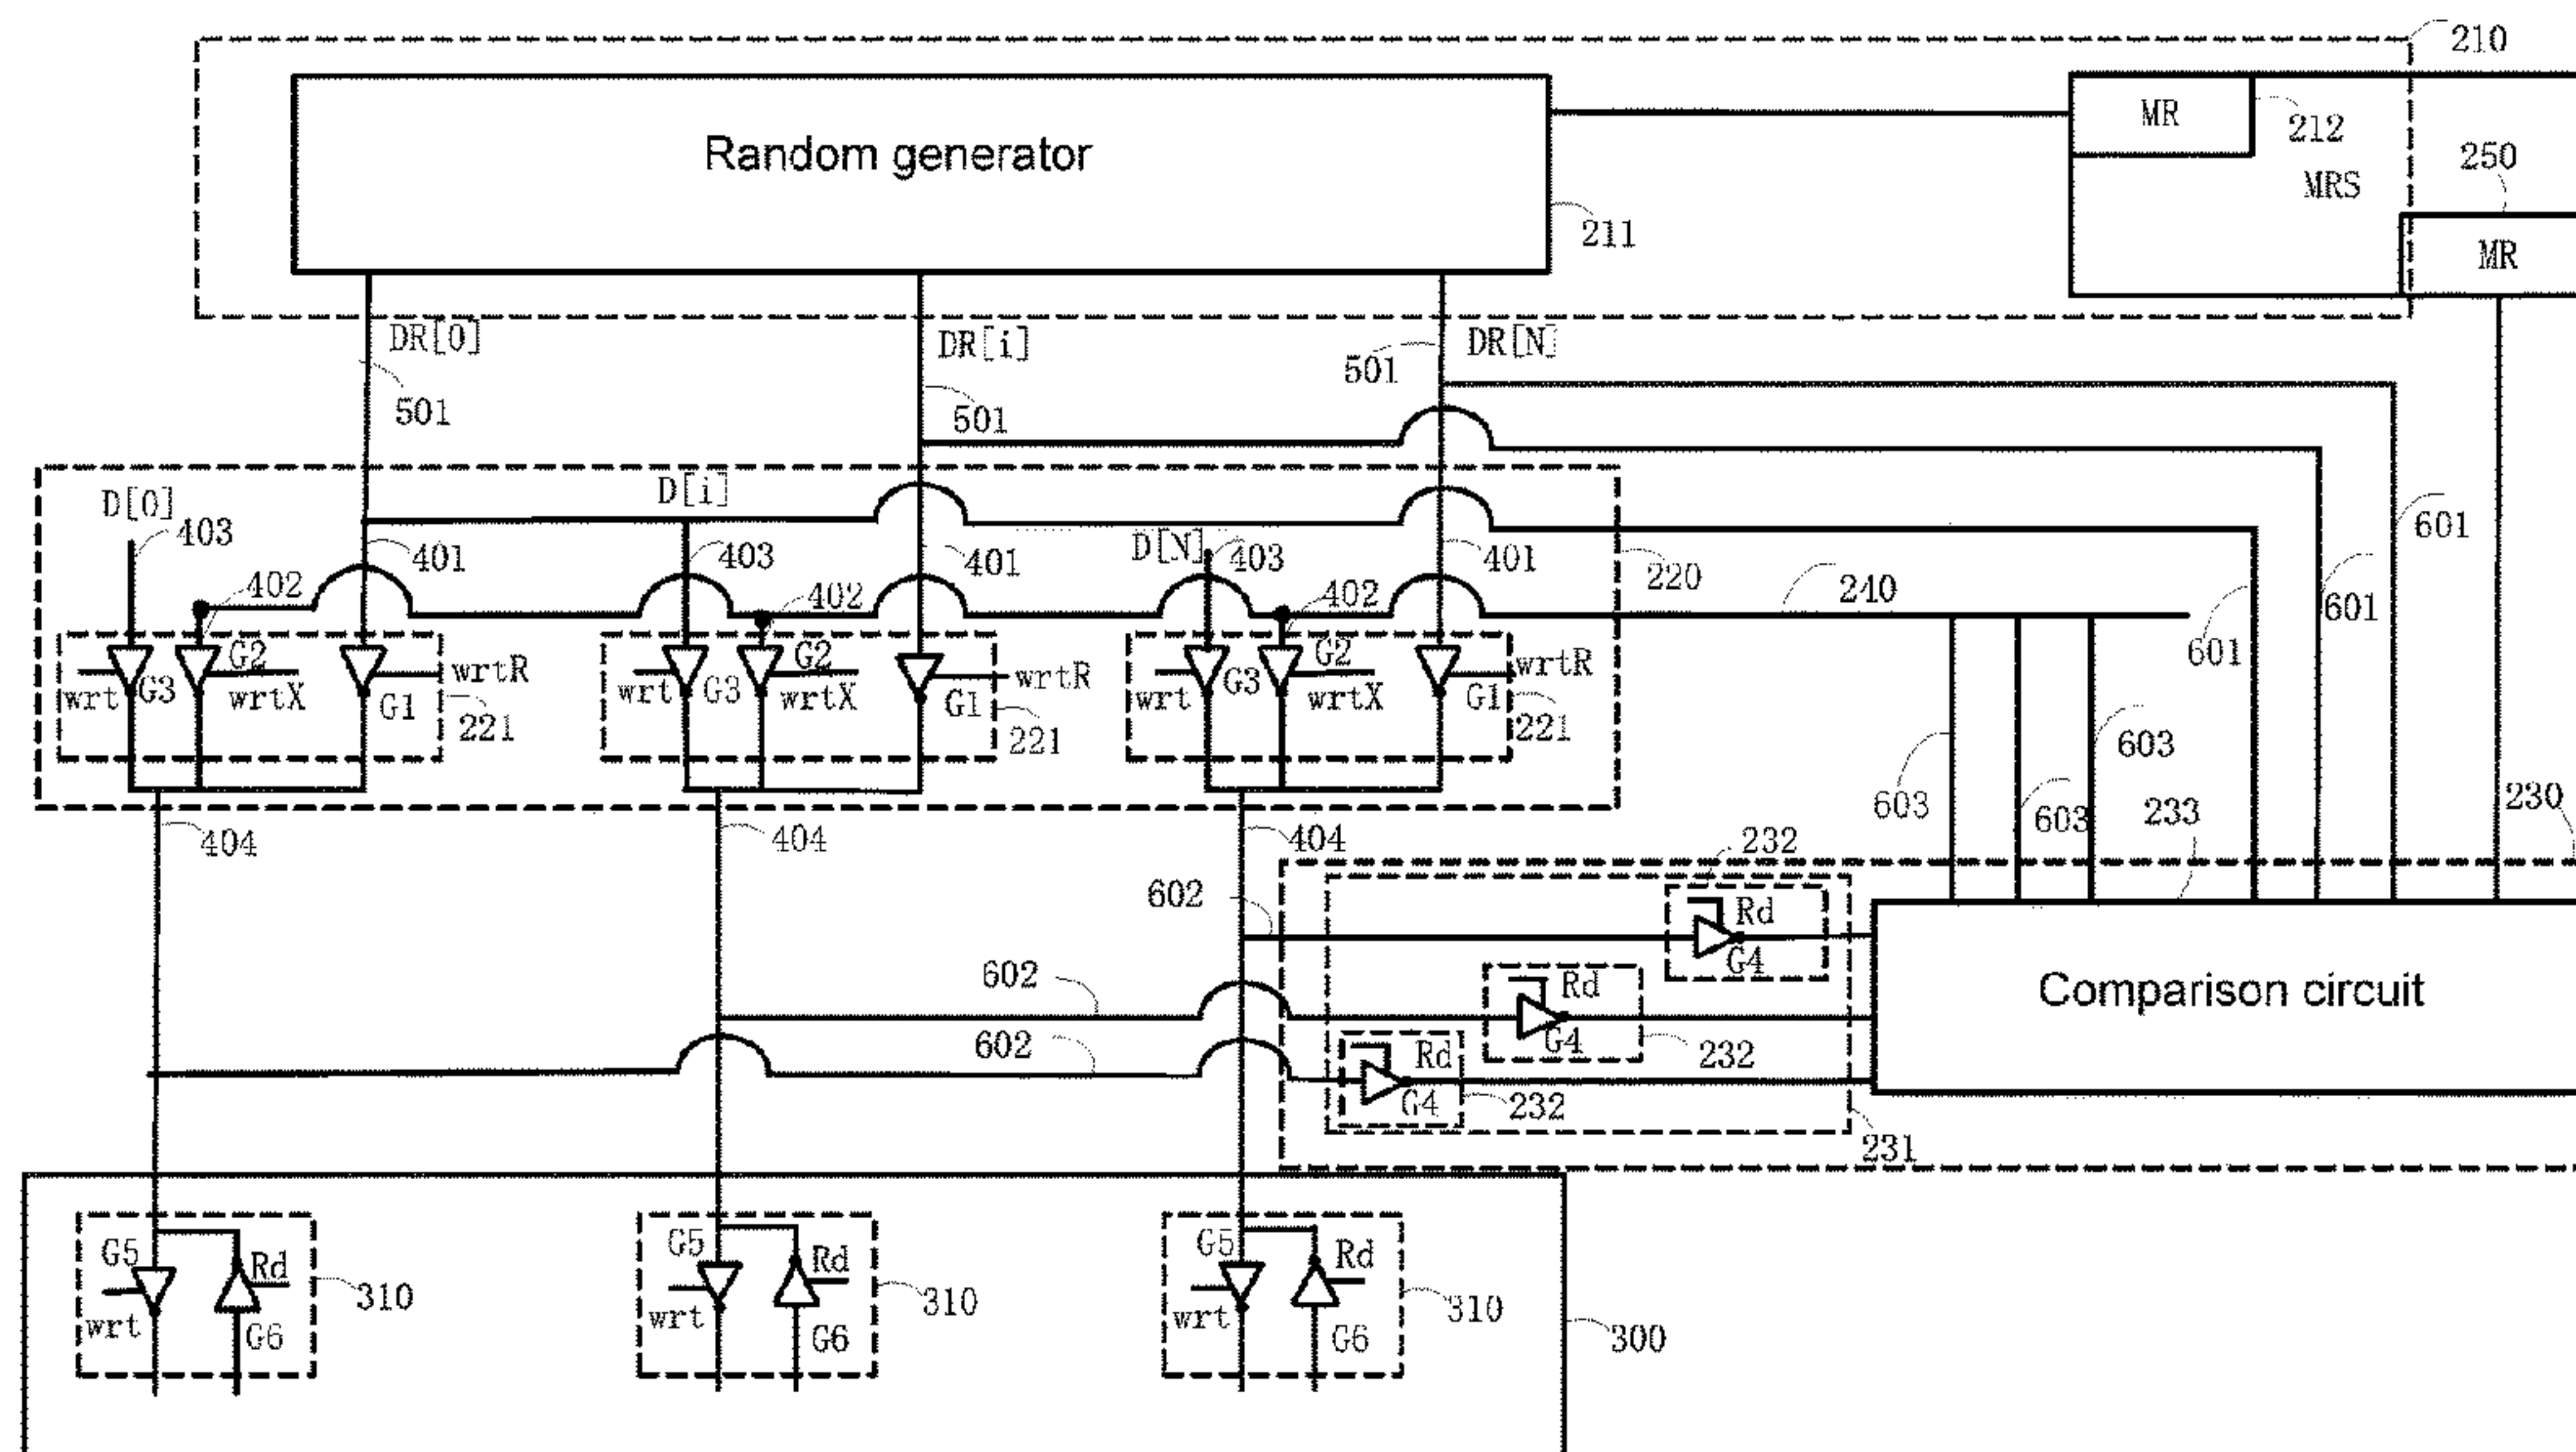 210
MR
212
250
Random generator
MRS
211
MR
DR[0]
DR[i]
DR[N]
501
501
501
D[0]
D[i]
403
401
403
D[N]
403
401
401
601
402
402
402
220
240
601
601
G2
G2
G2
wrt
G3
wrtX
wrtR
wrt
G3
wrtX
wrtR
wrt
G3
wrtX
wrtR
G1
G1
G1
221
221
221
603
603
603
233
230
404
404
404
232
602
Rd
G4
602
Rd
Comparison circuit
G4
232
602
Rd
G4
232
231
G5
Rd
G5
Rd
G5
Rd
310
310
310
wrt
G6
wrt
G6
wrt
G6
300